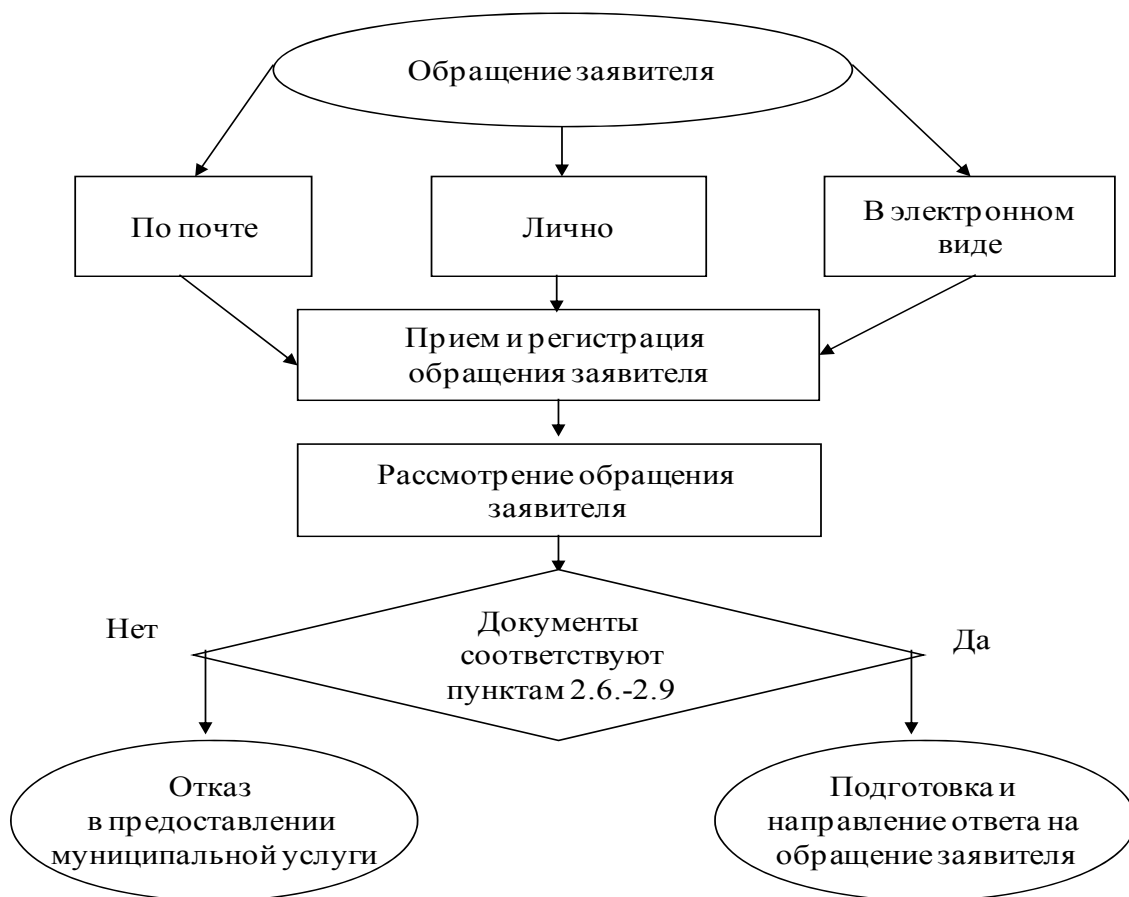 Обращение заявителя
По почте
Лично
В электронном
виде
Прием и регистрация
обращения заявителя
Рассмотрение обращения
заявителя
Нет
Документы
соответствуют
пунктам 2.6.-2.9
Да
Отказ
в предоставлении
муниципальной услуги
Подготовка и
направление ответа на
обращение заявителя